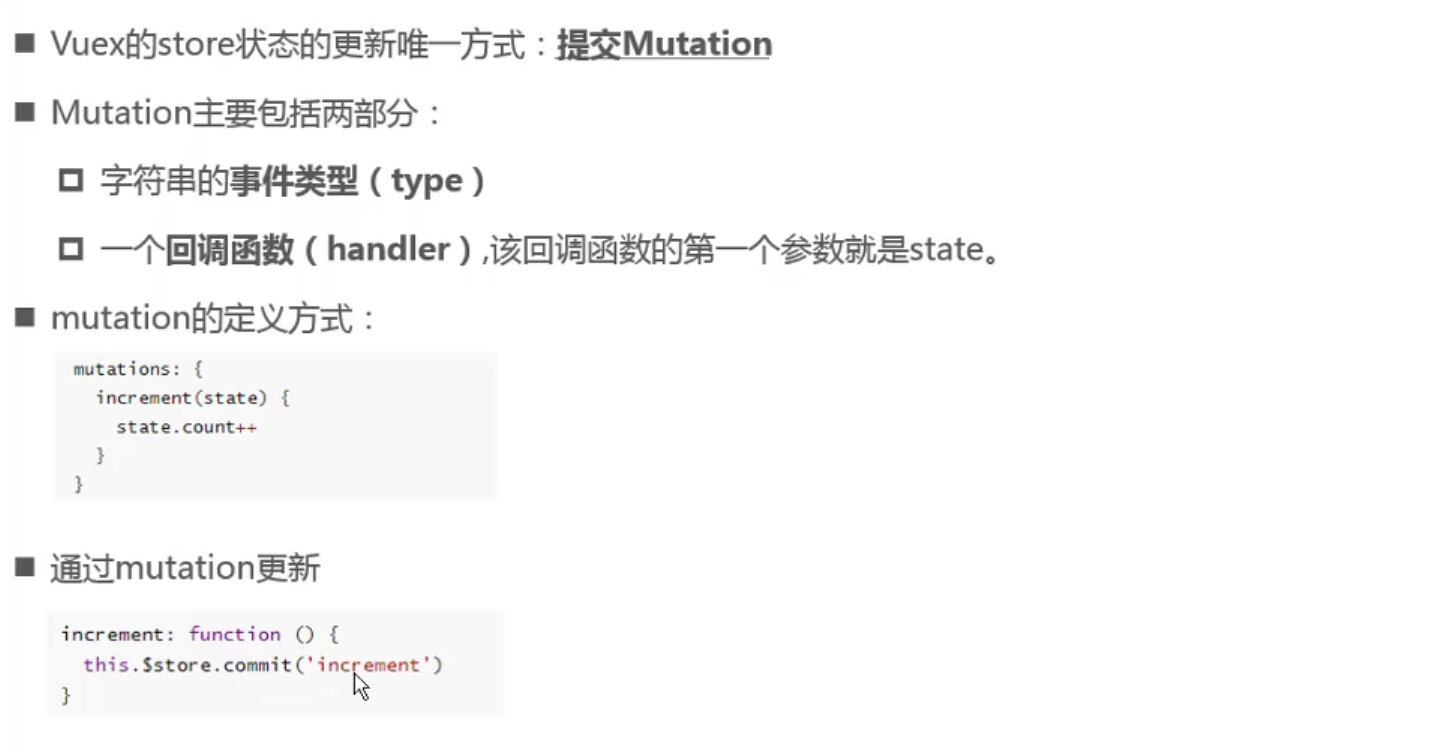 Vuex的store状态的更新唯一方式：提交Mutation
Mutation主要包括两部分：
字符串的事件类型（type）
一个回调函数（handler）,该回调函数的第一个参数就是state。
mutation的定义方式：
mutations: {
increment(state) {
state.count++
}
}
通过mutation更新
increment: function () {
this.$store.commit('increment')
}